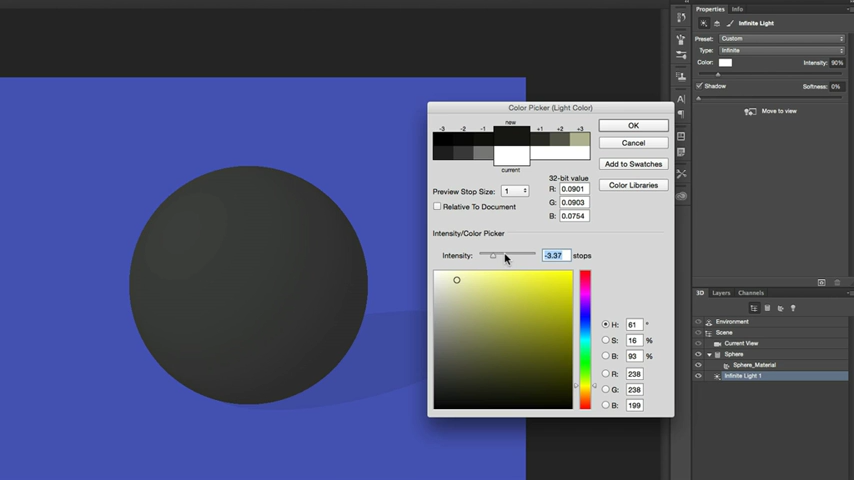 Properties Info
Infinite Light
Preset: Custom
Type: Infinite
Color: Intensity: 90%
Shadow Softness: 0%
Move to view
Color Picker (Light Color)
new
-3 -2 -1 +1 +2 +3
current
OK
Cancel
Add to Swatches
Color Libraries
Preview Stop Size: 1
Relative To Document
32-bit value
R: 0.0901
G: 0.0903
B: 0.0754
Intensity/Color Picker
Intensity: -3.37 stops
H: 61 °
S: 16 %
B: 93 %
R: 238
G: 238
B: 199
3D Layers Channels
Environment
Scene
Current View
Sphere
Sphere_Material
Infinite Light 1